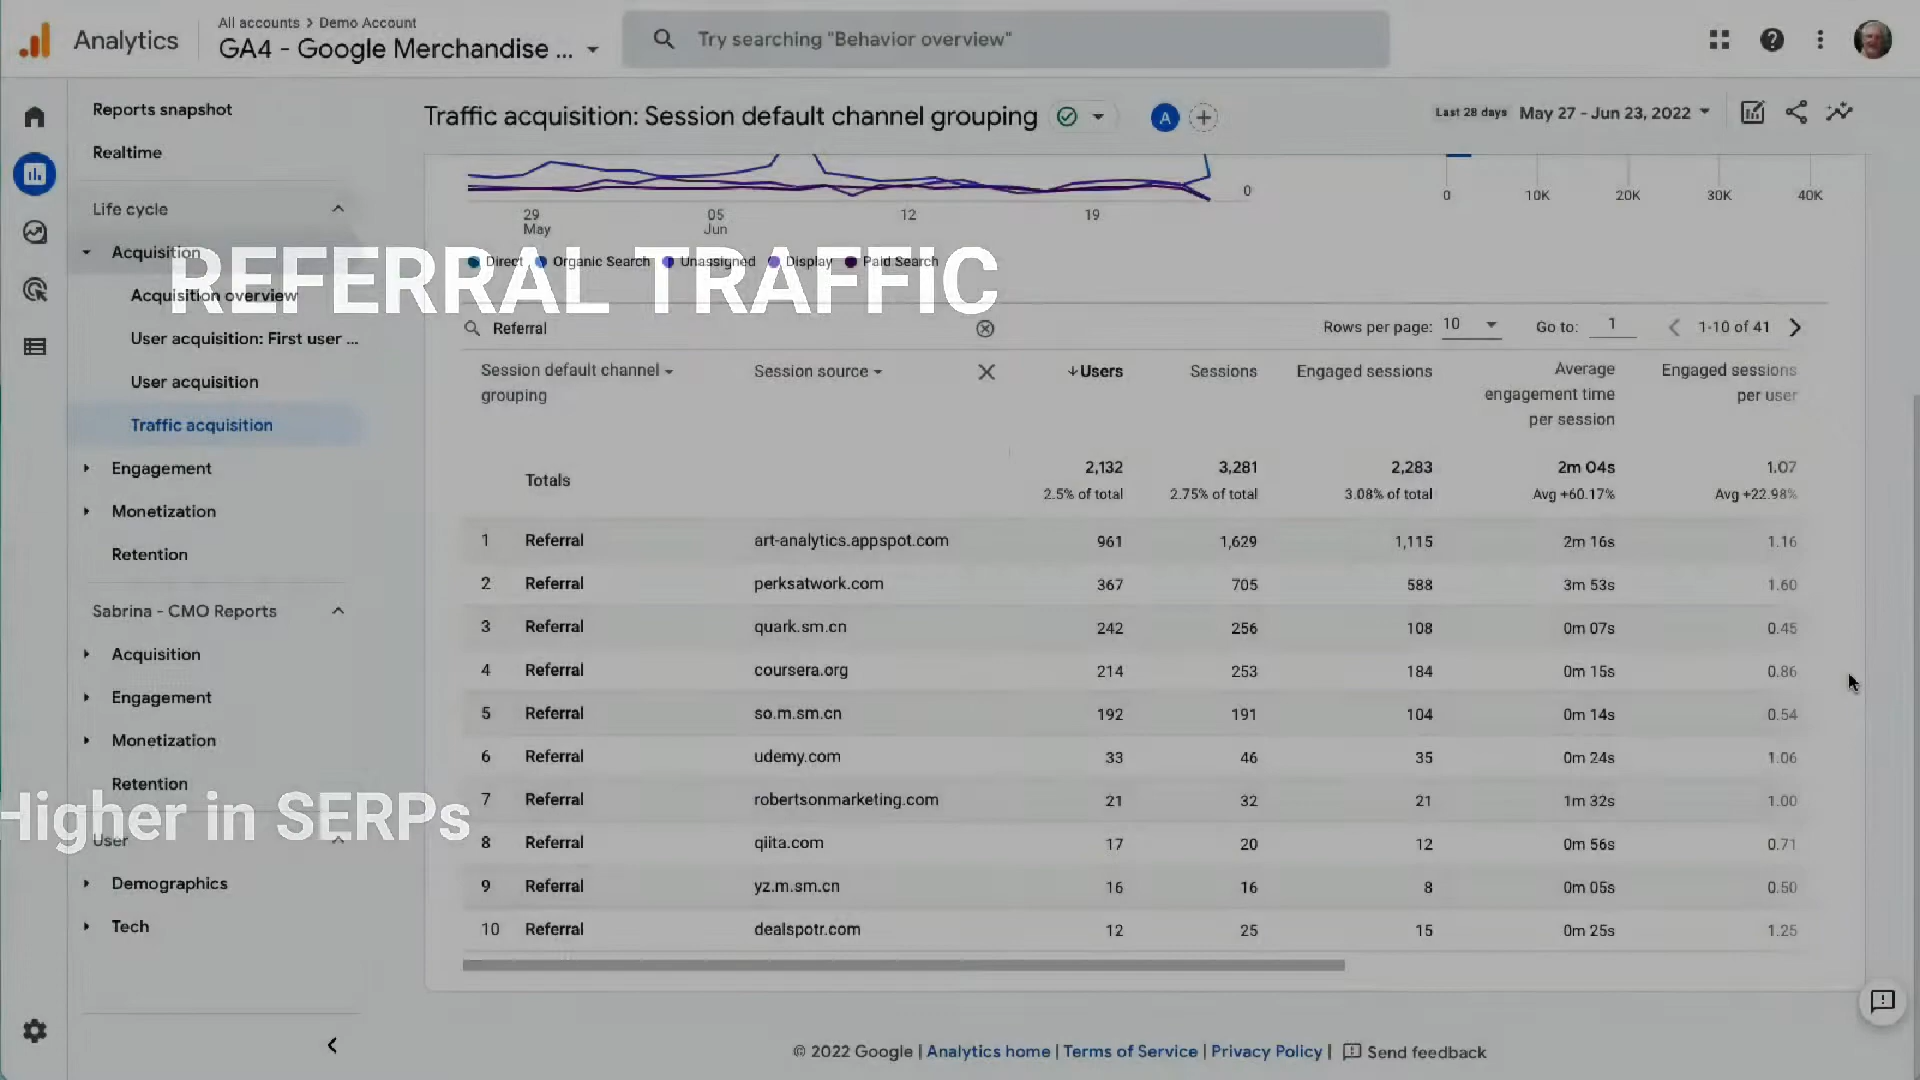 Analytics
All accounts > Demo Account
GA4 - Google Merchandise ...
Try searching "Behavior overview"
Reports snapshot
Realtime
Life cycle
Acquisition
Acquisition overview
User acquisition: First user ...
User acquisition
Traffic acquisition
Engagement
Monetization
Retention
Sabrina - CMO Reports
Acquisition
Engagement
Monetization
Retention
User
Demographics
Tech
Traffic acquisition: Session default channel grouping
A
Last 28 days May 27 - Jun 23, 2022
0
29 May
05 Jun
12
19
0 10K 20K 30K 40K
Direct Organic Search Unassigned Display Paid Search
REFERRAL TRAFFIC
Higher in SERPs
Referral
Rows per page: 10 Go to: 1 1-10 of 41
Session default channel grouping Session source Users Sessions Engaged sessions Average engagement time per session Engaged sessions per user
Totals 2,132 3,281 2,283 2m 04s 1.07
2.5% of total 2.75% of total 3.08% of total Avg +60.17% Avg +22.98%
1 Referral art-analytics.appspot.com 961 1,629 1,115 2m 16s 1.16
2 Referral perksatwork.com 367 705 588 3m 53s 1.60
3 Referral quark.sm.cn 242 256 108 0m 07s 0.45
4 Referral coursera.org 214 253 184 0m 15s 0.86
5 Referral so.m.sm.cn 192 191 104 0m 14s 0.54
6 Referral udemy.com 33 46 35 0m 24s 1.06
7 Referral robertsonmarketing.com 21 32 21 1m 32s 1.00
8 Referral qiita.com 17 20 12 0m 56s 0.71
9 Referral yz.m.sm.cn 16 16 8 0m 05s 0.50
10 Referral dealspotr.com 12 25 15 0m 25s 1.25
© 2022 Google | Analytics home | Terms of Service | Privacy Policy | Send feedback